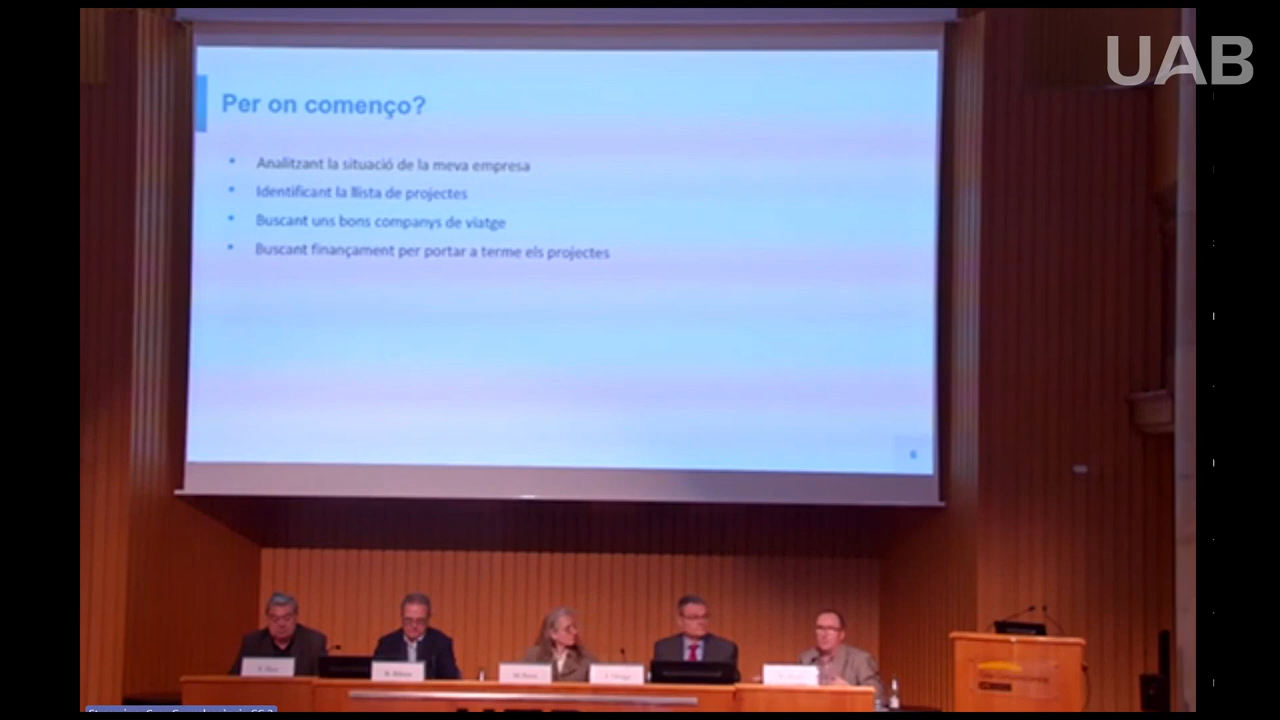 UAB
Per on començo?
• Analitzant la situació de la meva empresa
• Identificant la llista de projectes
• Buscant uns bons companys de viatge
• Buscant finançament per portar a terme els projectes
6